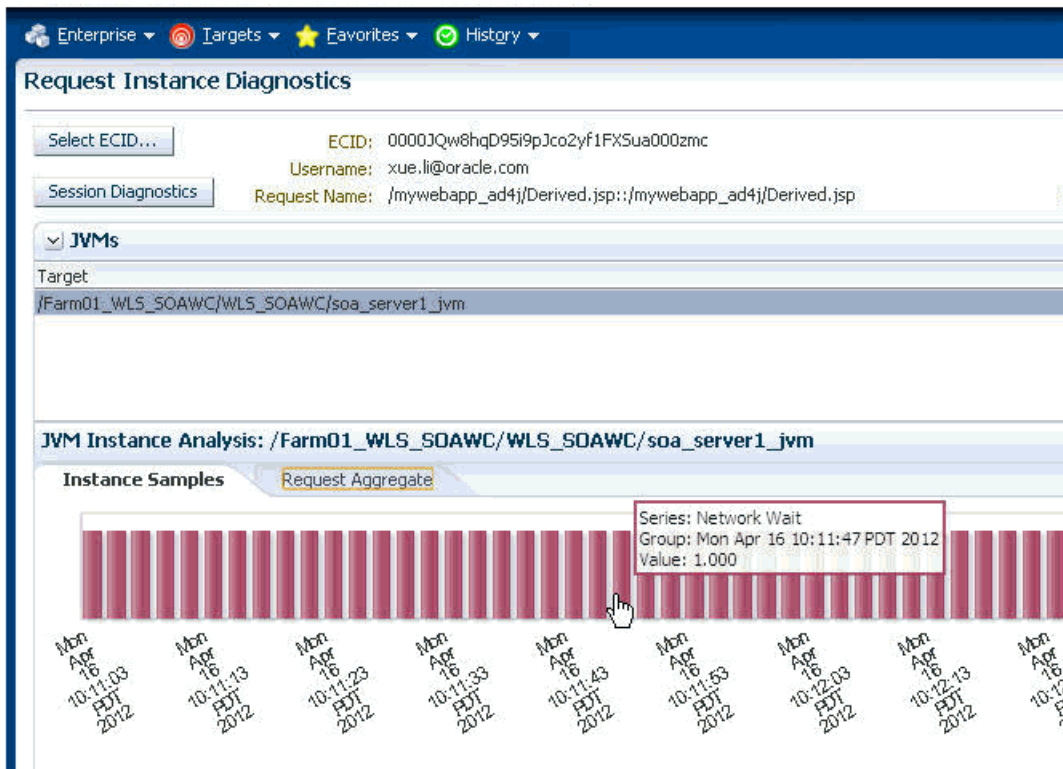 Enterprise Targets Favorites History
Request Instance Diagnostics
Select ECID... ECID: 0000JQw8hqD95i9pJco2yf1FXSua000zmc
Username: xue.li@oracle.com
Session Diagnostics Request Name: /mywebapp_ad4j/Derived.jsp::/mywebapp_ad4j/Derived.jsp
JVMs
Target
/Farm01_WLS_SOAWC/WLS_SOAWC/soa_server1_jvm
JVM Instance Analysis: /Farm01_WLS_SOAWC/WLS_SOAWC/soa_server1_jvm
Instance Samples Request Aggregate
Series: Network Wait
Group: Mon Apr 16 10:11:47 PDT 2012
Value: 1.000
Mon Apr 16 10:11:03 PDT 2012
Mon Apr 16 10:11:13 PDT 2012
Mon Apr 16 10:11:23 PDT 2012
Mon Apr 16 10:11:33 PDT 2012
Mon Apr 16 10:11:43 PDT 2012
Mon Apr 16 10:11:53 PDT 2012
Mon Apr 16 10:12:03 PDT 2012
Mon Apr 16 10:12:13 PDT 2012
Mon Apr 16